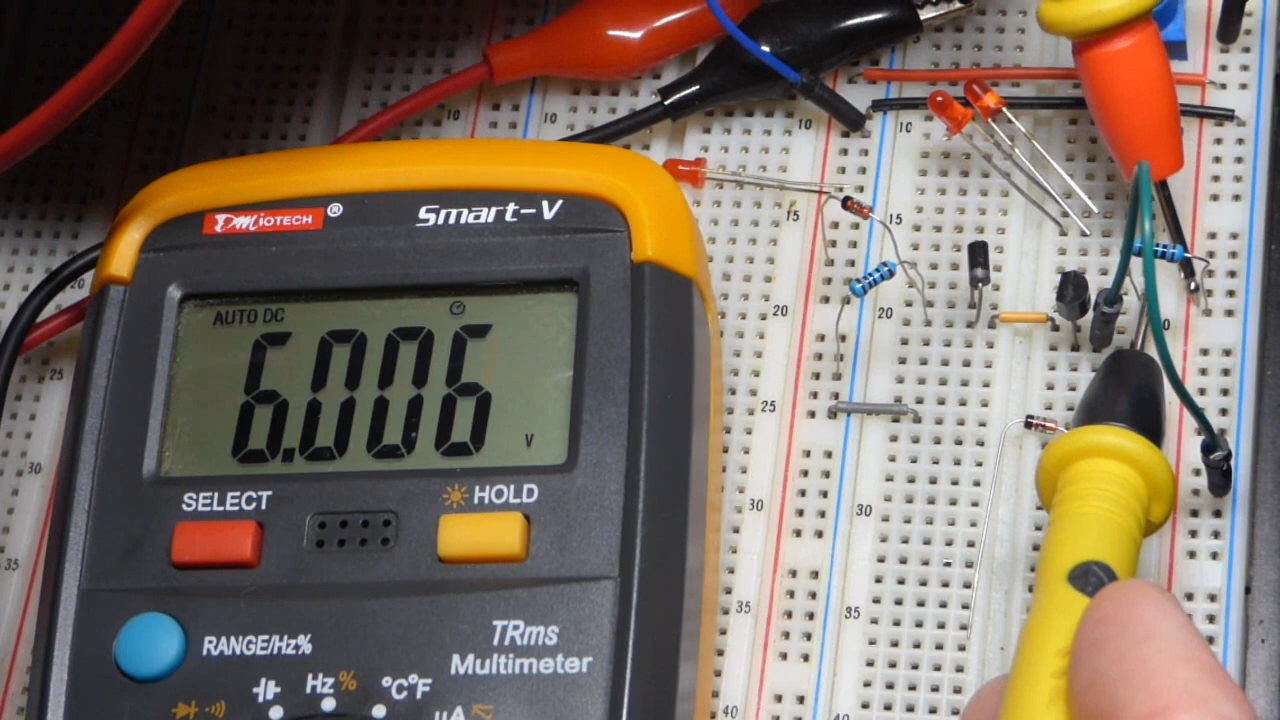 DMiOTECH ®
Smart-V
AUTO DC
6.006
V
SELECT
HOLD
RANGE/Hz%
TRms
Multimeter
Hz %
°C°F
µA
10
10
10
10
15
15
20
20
20
25
25
30
30
30
35
35
35
40
40